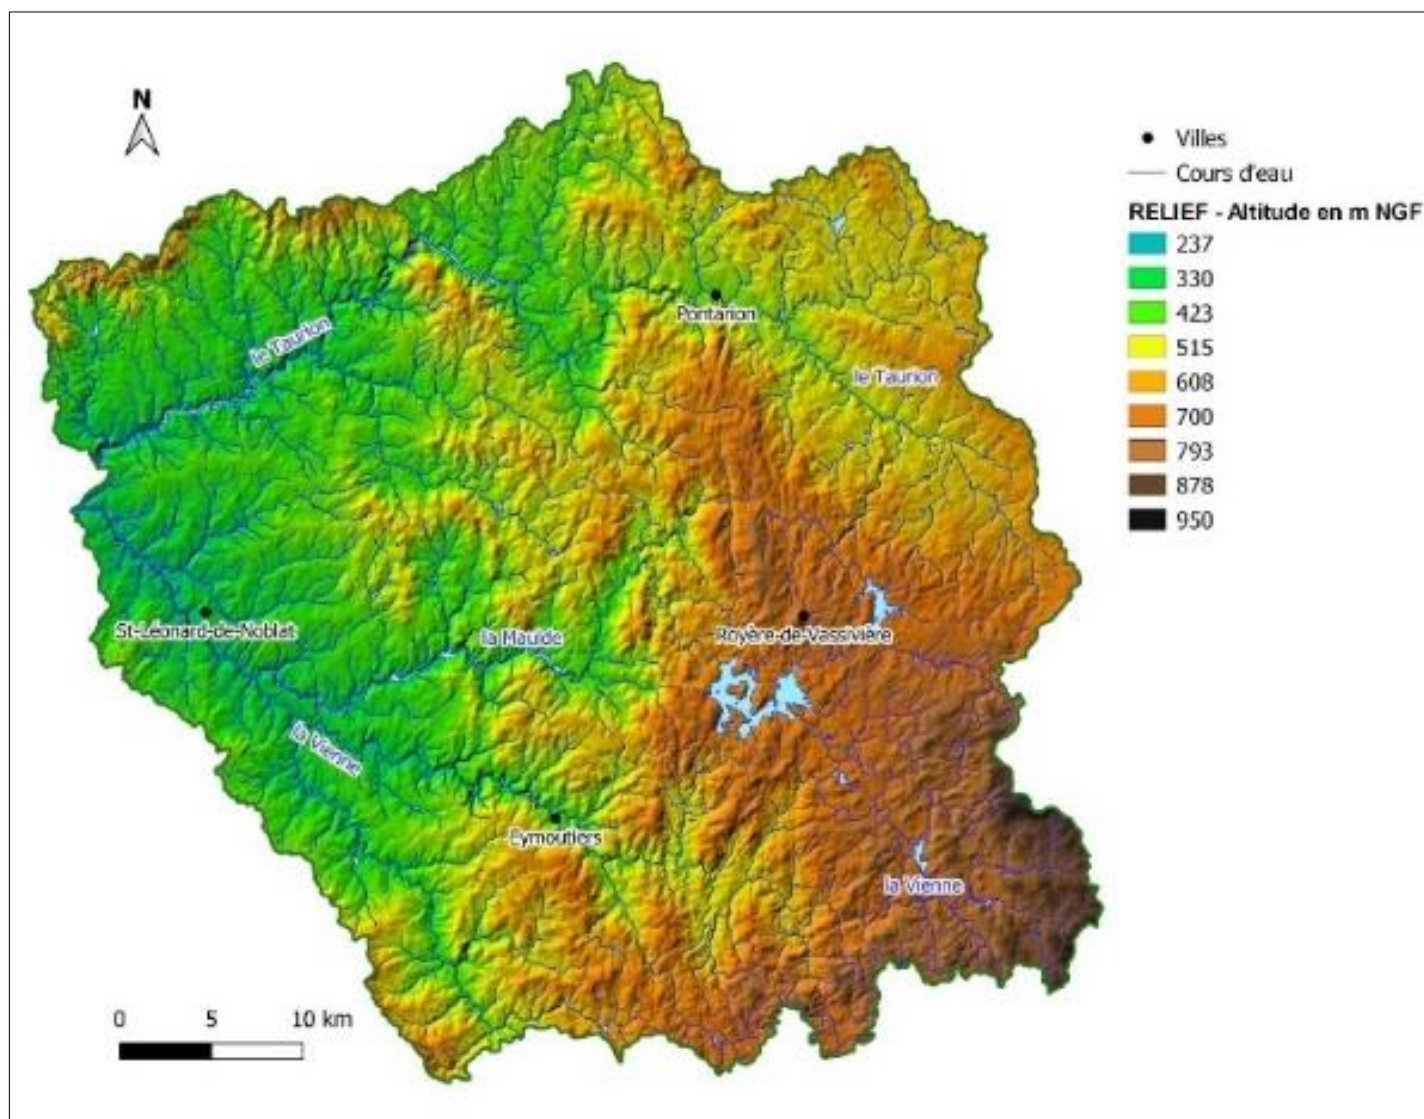 N
Villes
Cours d'eau
RELIEF - Altitude en m NGF
237
330
423
515
608
700
793
878
950
Pontarion
le Taurion
le Taurion
St-Léonard-de-Noblat
la Maulde
Royère-de-Vassivière
la Vienne
Eymoutiers
la Vienne
0 5 10 km